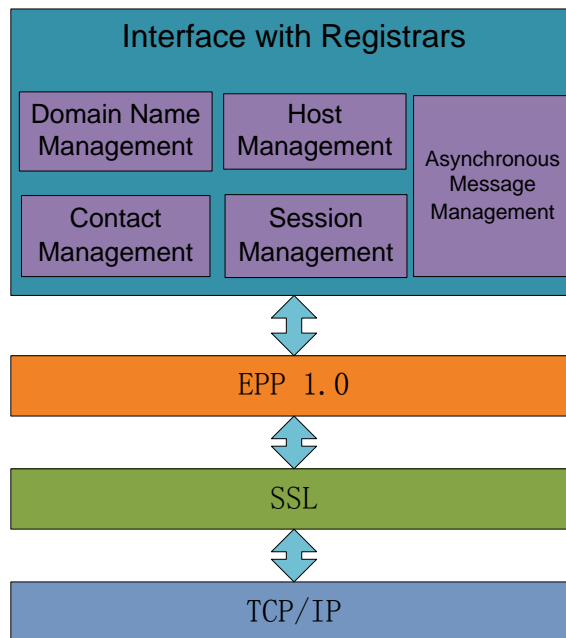 Interface with Registrars
Domain Name
Management
Host
Management
Asynchronous
Message
Management
Contact
Management
Session
Management
EPP 1.0
SSL
TCP/IP